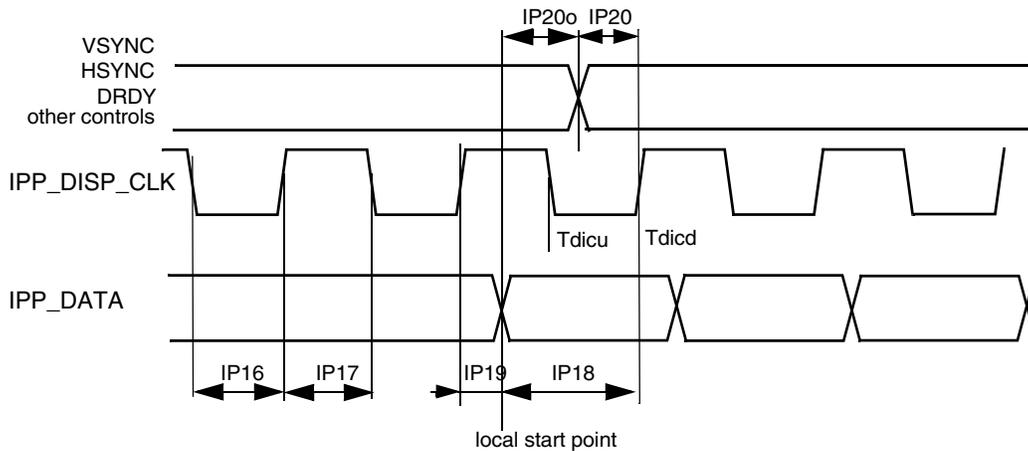 IP20o IP20
VSYNC
HSYNC
DRDY
other controls
IPP_DISP_CLK
Tdicu Tdicd
IPP_DATA
IP16 IP17 IP19 IP18
local start point